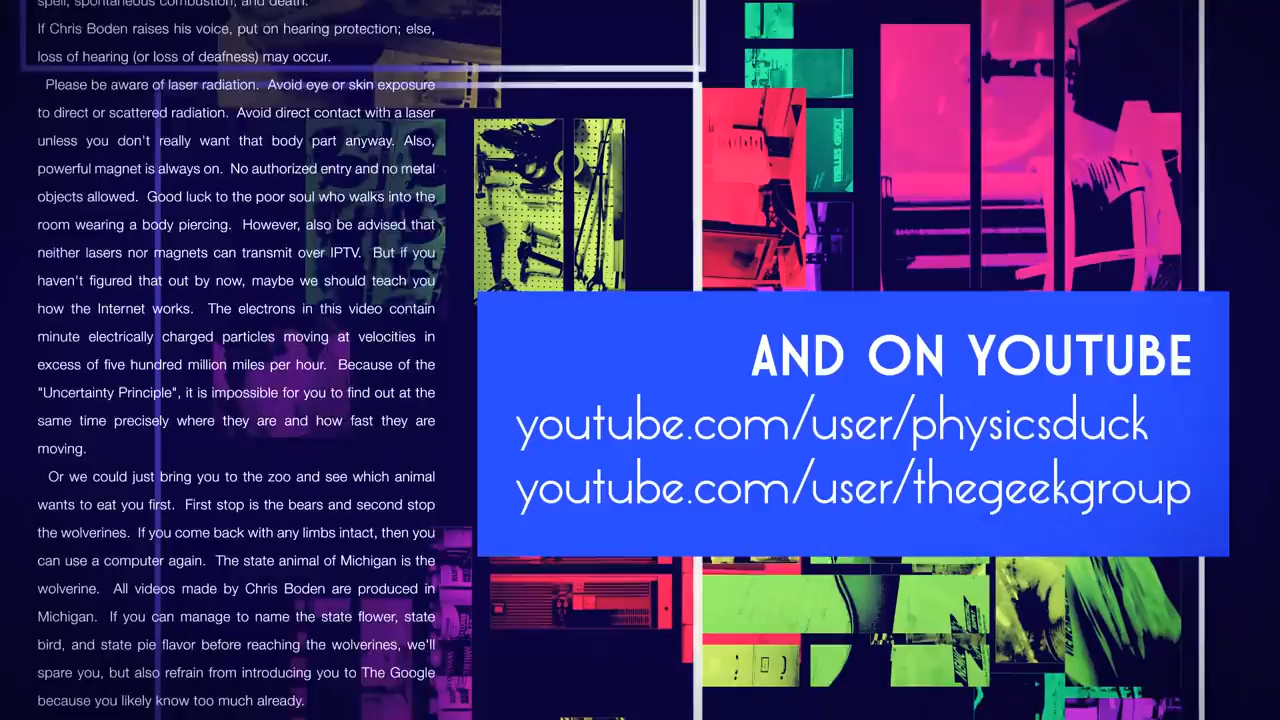 spell, spontaneous combustion, and death.
If Chris Boden raises his voice, put on hearing protection; else,
loss of hearing (or loss of deafness) may occur.
Please be aware of laser radiation. Avoid eye or skin exposure
to direct or scattered radiation. Avoid direct contact with a laser
unless you don't really want that body part anyway. Also,
powerful magnet is always on. No authorized entry and no metal
objects allowed. Good luck to the poor soul who walks into the
room wearing a body piercing. However, also be advised that
neither lasers nor magnets can transmit over IPTV. But if you
haven't figured that out by now, maybe we should teach you
how the Internet works. The electrons in this video contain
minute electrically charged particles moving at velocities in
excess of five hundred million miles per hour. Because of the
"Uncertainty Principle", it is impossible for you to find out at the
same time precisely where they are and how fast they are
moving.
Or we could just bring you to the zoo and see which animal
wants to eat you first. First stop is the bears and second stop
the wolverines. If you come back with any limbs intact, then you
can use a computer again. The state animal of Michigan is the
wolverine. All videos made by Chris Boden are produced in
Michigan. If you can manage to name the state flower, state
bird, and state pie flavor before reaching the wolverines, we'll
spare you, but also refrain from introducing you to The Google
because you likely know too much already.
MELLES GRIOT
AND ON YOUTUBE
youtube.com/user/physicsduck
youtube.com/user/thegeekgroup